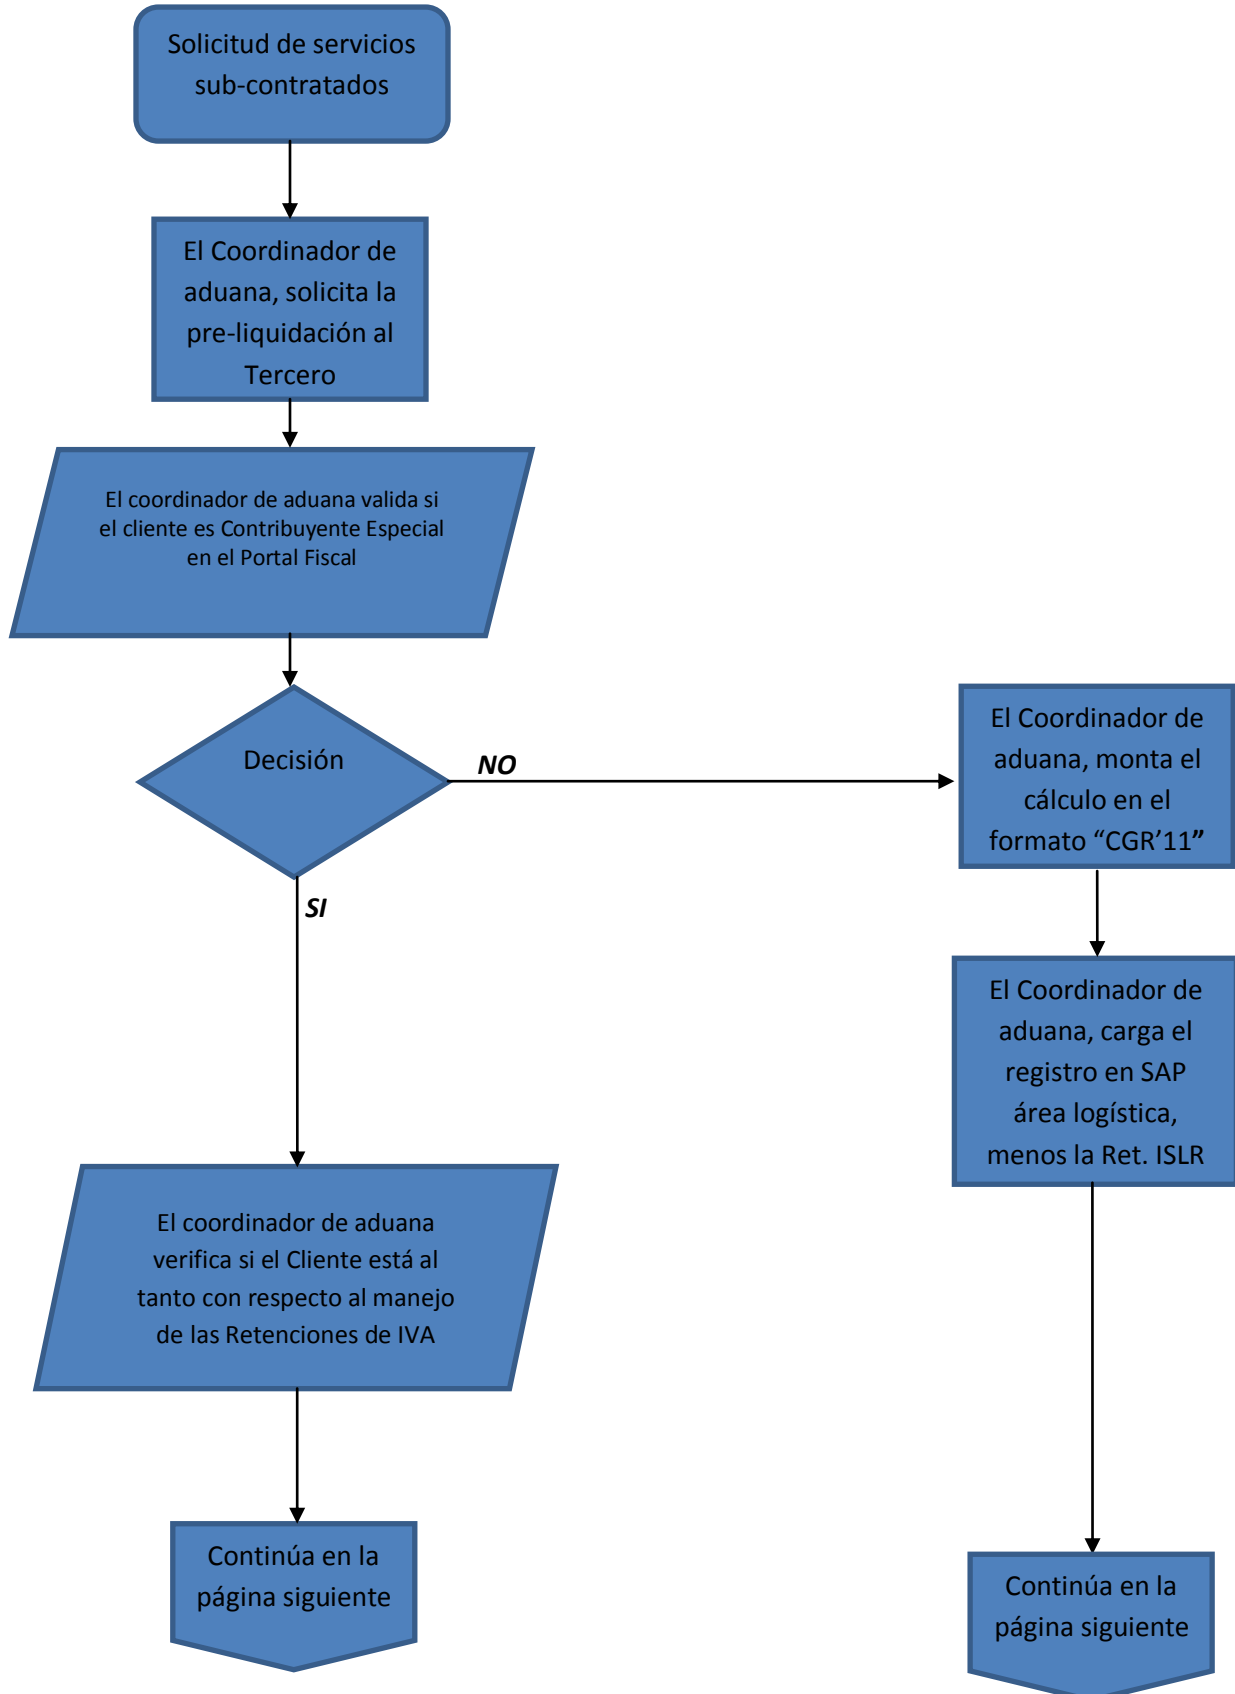 Solicitud de servicios
sub-contratados
El Coordinador de
aduana, solicita la
pre-liquidación al
Tercero
El coordinador de aduana valida si
el cliente es Contribuyente Especial
en el Portal Fiscal
Decisión
NO
SI
El Coordinador de
aduana, monta el
cálculo en el
formato “CGR’11”
El Coordinador de
aduana, carga el
registro en SAP
área logística,
menos la Ret. ISLR
El coordinador de aduana
verifica si el Cliente está al
tanto con respecto al manejo
de las Retenciones de IVA
Continúa en la
página siguiente
Continúa en la
página siguiente